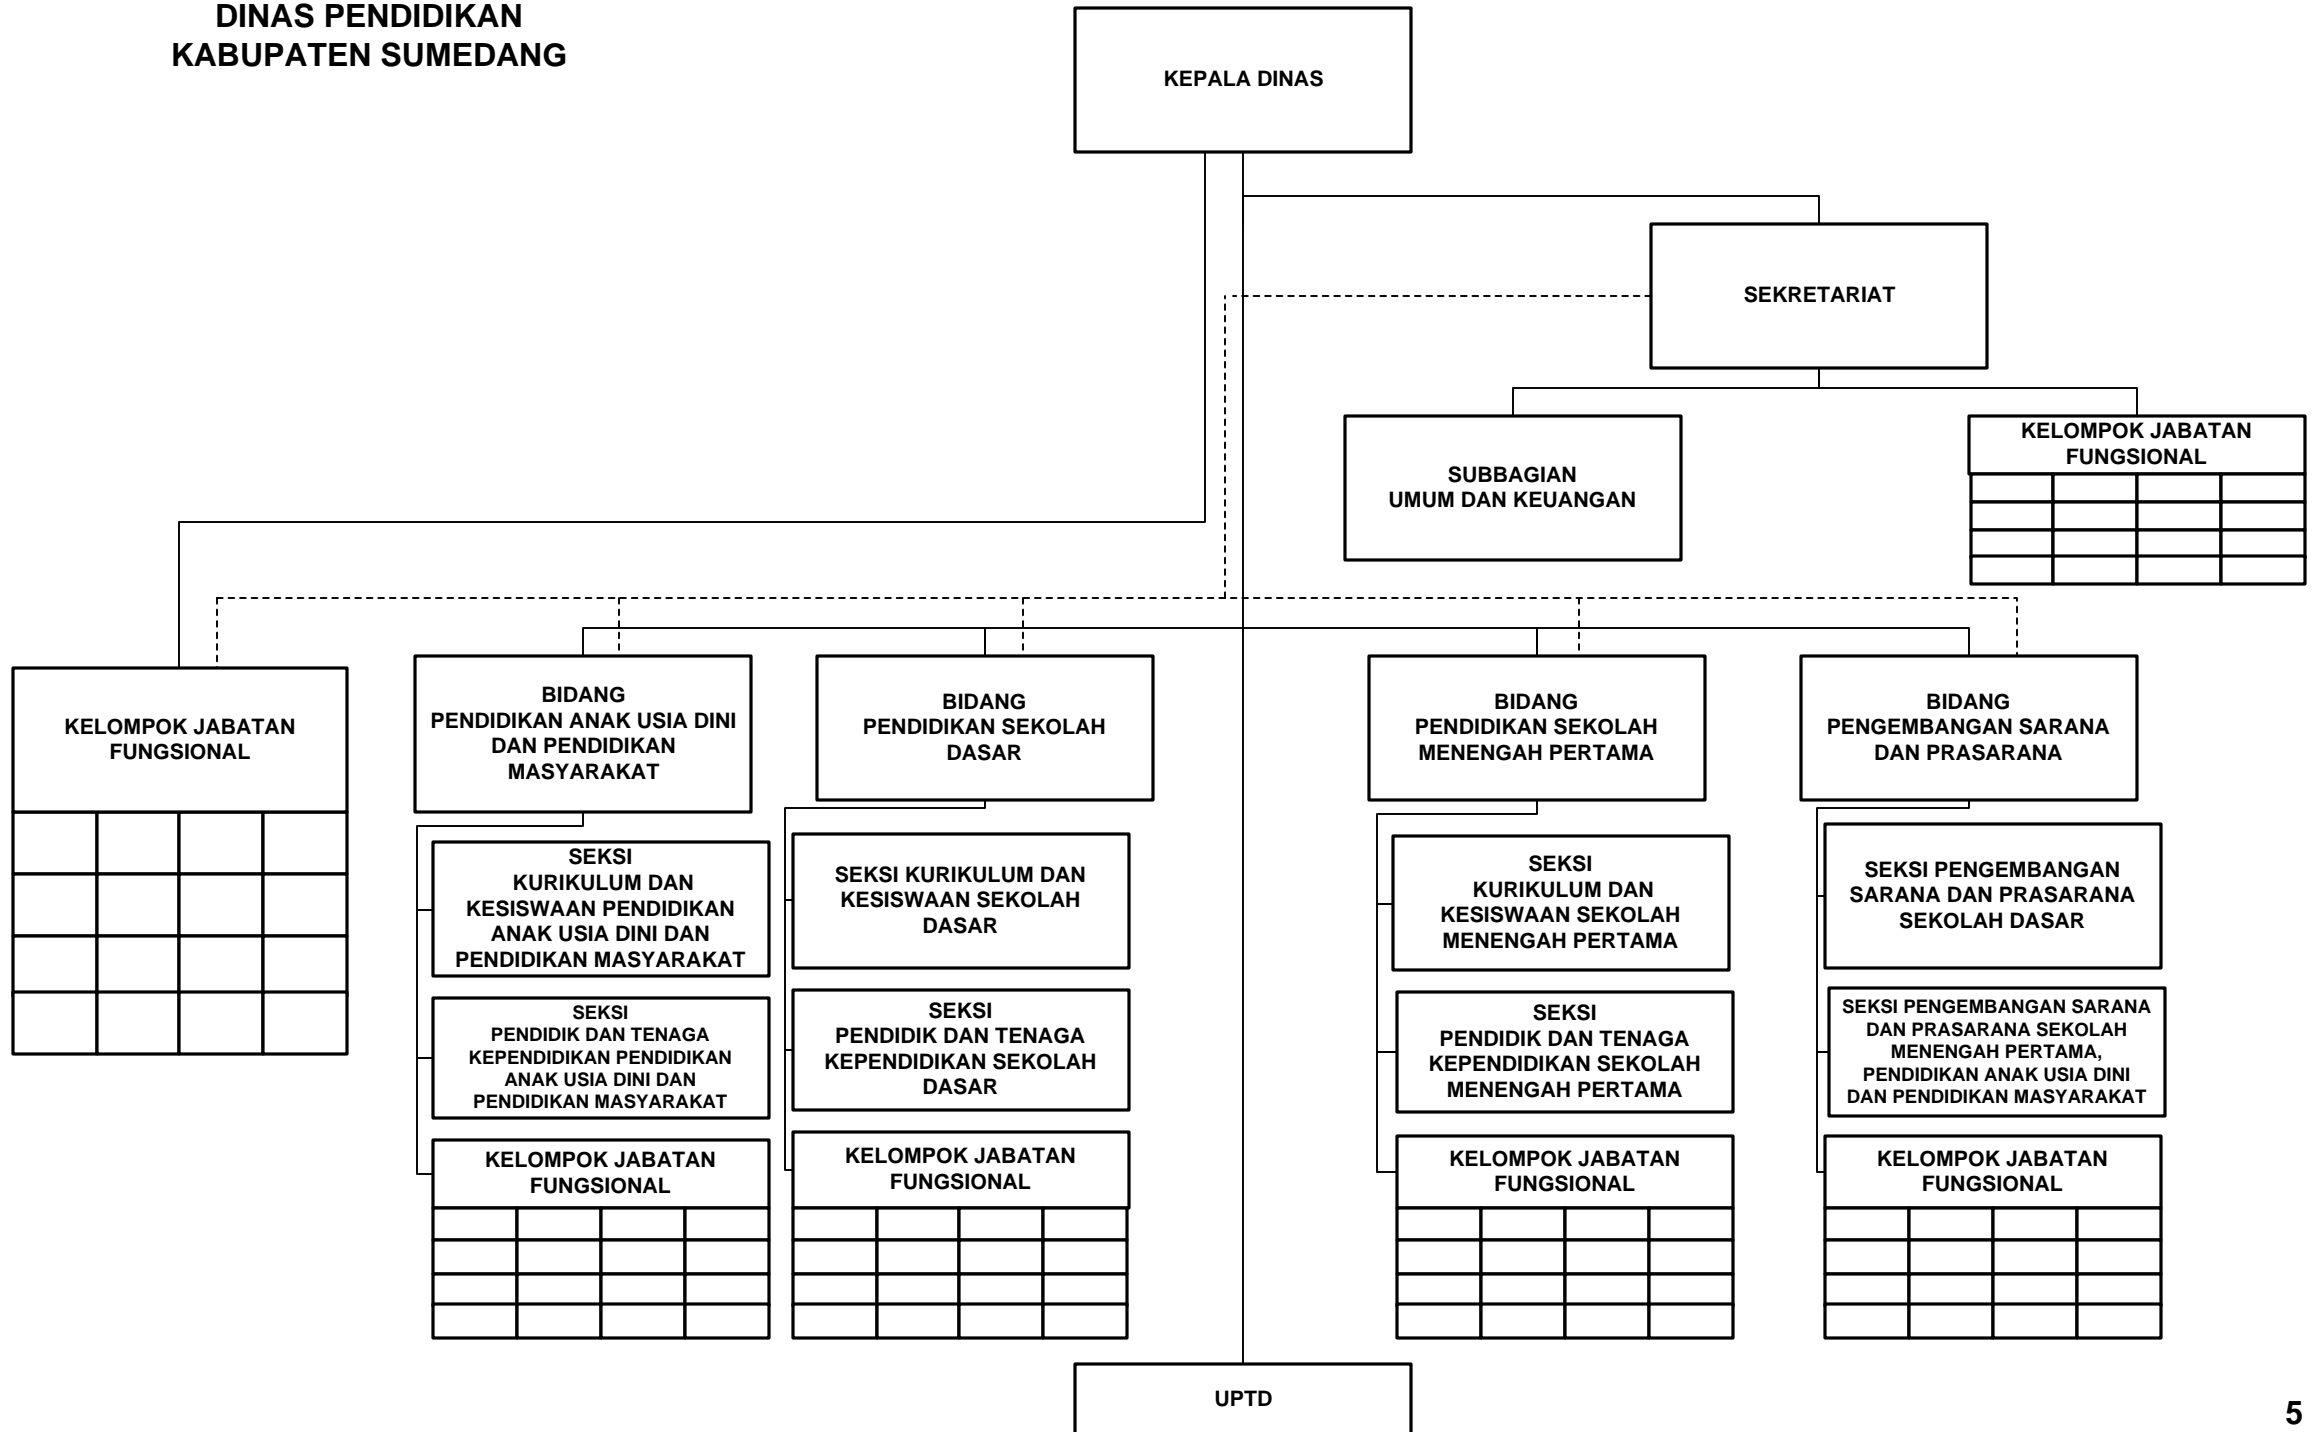 DINAS PENDIDIKAN
KABUPATEN SUMEDANG
KEPALA DINAS
SEKRETARIAT
SUBBAGIAN
UMUM DAN KEUANGAN
KELOMPOK JABATAN
FUNGSIONAL
KELOMPOK JABATAN
FUNGSIONAL
BIDANG
PENDIDIKAN ANAK USIA DINI
DAN PENDIDIKAN
MASYARAKAT
BIDANG
PENDIDIKAN SEKOLAH
DASAR
BIDANG
PENDIDIKAN SEKOLAH
MENENGAH PERTAMA
BIDANG
PENGEMBANGAN SARANA
DAN PRASARANA
SEKSI
KURIKULUM DAN
KESISWAAN PENDIDIKAN
ANAK USIA DINI DAN
PENDIDIKAN MASYARAKAT
SEKSI KURIKULUM DAN
KESISWAAN SEKOLAH
DASAR
SEKSI
KURIKULUM DAN
KESISWAAN SEKOLAH
MENENGAH PERTAMA
SEKSI PENGEMBANGAN
SARANA DAN PRASARANA
SEKOLAH DASAR
SEKSI
PENDIDIK DAN TENAGA
KEPENDIDIKAN PENDIDIKAN
ANAK USIA DINI DAN
PENDIDIKAN MASYARAKAT
SEKSI
PENDIDIK DAN TENAGA
KEPENDIDIKAN SEKOLAH
DASAR
SEKSI
PENDIDIK DAN TENAGA
KEPENDIDIKAN SEKOLAH
MENENGAH PERTAMA
SEKSI PENGEMBANGAN SARANA
DAN PRASARANA SEKOLAH
MENENGAH PERTAMA,
PENDIDIKAN ANAK USIA DINI
DAN PENDIDIKAN MASYARAKAT
KELOMPOK JABATAN
FUNGSIONAL
KELOMPOK JABATAN
FUNGSIONAL
KELOMPOK JABATAN
FUNGSIONAL
KELOMPOK JABATAN
FUNGSIONAL
UPTD
5